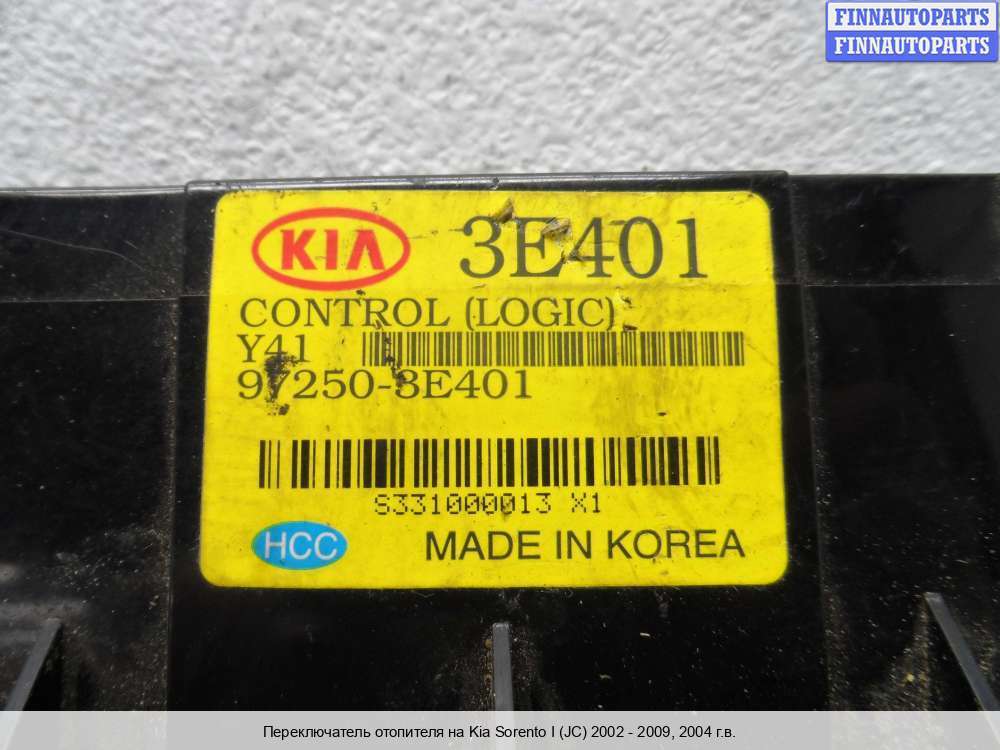 FINNAUTOPARTS
FINNAUTOPARTS
KIA 3E401
CONTROL (LOGIC)
Y41
97250-3E401
S331000013 X1
HCC MADE IN KOREA
Переключатель отопителя на Kia Sorento I (JC) 2002 - 2009, 2004 г.в.